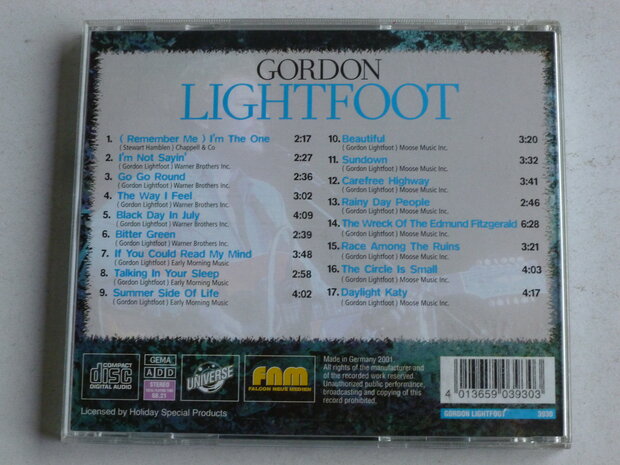 GORDON
LIGHTFOOT
1. ( Remember Me ) I'm The One 2:17
( Stewart Hamblen ) Chappell & Co
2. I'm Not Sayin' 2:27
( Gordon Lightfoot ) Warner Brothers Inc.
3. Go Go Round 2:36
( Gordon Lightfoot ) Warner Brothers Inc.
4. The Way I Feel 3:02
( Gordon Lightfoot ) Warner Brothers Inc.
5. Black Day In July 4:09
( Gordon Lightfoot ) Warner Brothers Inc.
6. Bitter Green 2:39
( Gordon Lightfoot ) Warner Brothers Inc.
7. If You Could Read My Mind 3:48
( Gordon Lightfoot ) Early Morning Music
8. Talking In Your Sleep 2:58
( Gordon Lightfoot ) Early Morning Music
9. Summer Side Of Life 4:02
( Gordon Lightfoot ) Early Morning Music
10. Beautiful 3:20
(Gordon Lightfoot ) Moose Music Inc.
11. Sundown 3:32
(Gordon Lightfoot ) Moose Music Inc.
12. Carefree Highway 3:41
(Gordon Lightfoot ) Moose Music Inc.
13. Rainy Day People 2:46
(Gordon Lightfoot ) Moose Music Inc.
14. The Wreck Of The Edmund Fitzgerald 6:28
(Gordon Lightfoot ) Moose Music Inc.
15. Race Among The Ruins 3:21
(Gordon Lightfoot ) Moose Music Inc.
16. The Circle Is Small 4:03
(Gordon Lightfoot ) Moose Music Inc.
17. Daylight Katy 4:17
(Gordon Lightfoot ) Moose Music Inc.
COMPACT
disc
DIGITAL AUDIO
GEMA
ADD
STEREO
UNIVERSE
FAM
FALCON NEUE MEDIEN
Made in Germany 2001
All rights of the manufacturer and
of the recorded work reserved.
Unauthorized public performance,
broadcasting and copying of this
record prohibited.
4 013659 039303
GORDON LIGHTFOOT 3930
Licensed by Holiday Special Products